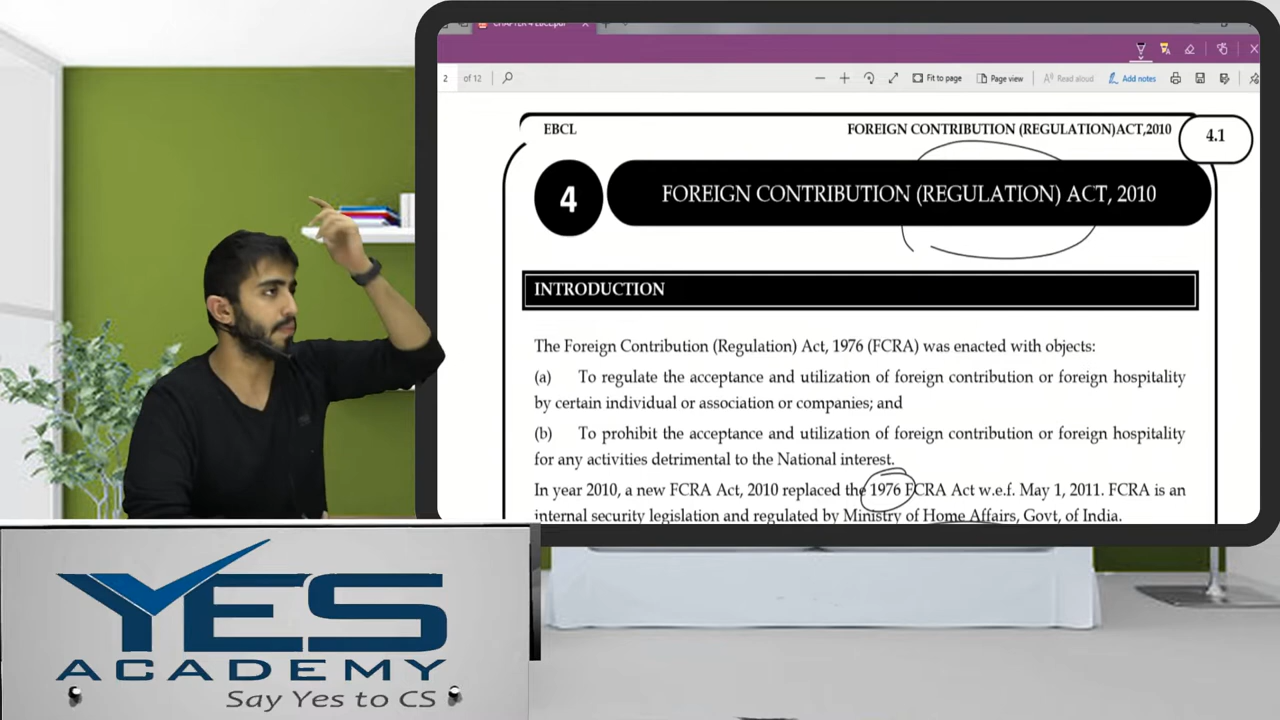 CHAPTER 4 EBCL.pdf
2 of 12
Fit to page
Page view
Read aloud
Add notes
EBCL
FOREIGN CONTRIBUTION (REGULATION)ACT,2010
4.1
4
FOREIGN CONTRIBUTION (REGULATION) ACT, 2010
INTRODUCTION
The Foreign Contribution (Regulation) Act, 1976 (FCRA) was enacted with objects:
(a) To regulate the acceptance and utilization of foreign contribution or foreign hospitality
by certain individual or association or companies; and
(b) To prohibit the acceptance and utilization of foreign contribution or foreign hospitality
for any activities detrimental to the National interest.
In year 2010, a new FCRA Act, 2010 replaced the 1976 FCRA Act w.e.f. May 1, 2011. FCRA is an
internal security legislation and regulated by Ministry of Home Affairs, Govt, of India.
YES
ACADEMY
Say Yes to CS